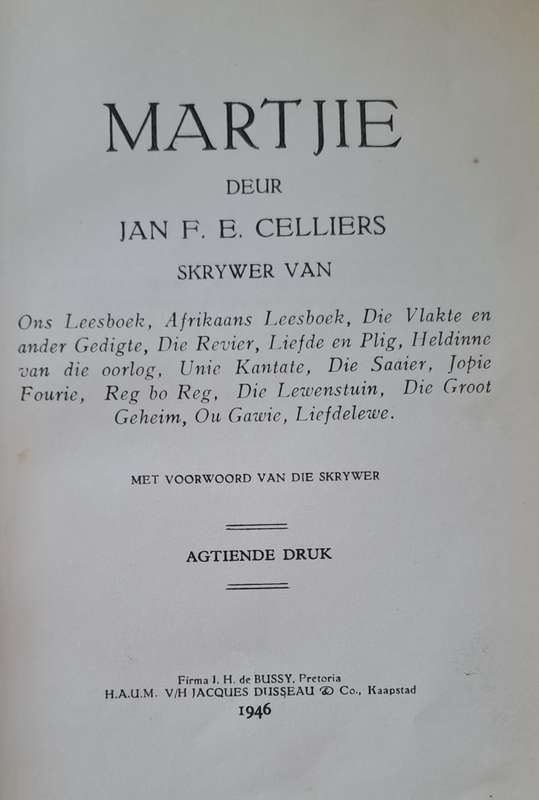 MARTJIE
DEUR
JAN F. E. CELLIERS
SKRYWER VAN
Ons Leesboek, Afrikaans Leesboek, Die Vlakte en
ander Gedigte, Die Revier, Liefde en Plig, Heldinne
van die oorlog, Unie Kantate, Die Saaier, Jopie
Fourie, Reg bo Reg, Die Lewenstuin, Die Groot
Geheim, Ou Gawie, Liefdelewe.
MET VOORWOORD VAN DIE SKRYWER
AGTIENDE DRUK
Firma J. H. de BUSSY, Pretoria
H.A.U.M. V/H JACQUES DUSSEAU & Co., Kaapstad
1946